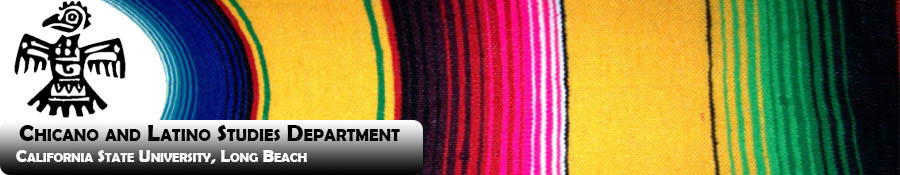 Chicano and Latino Studies Department
California State University, Long Beach